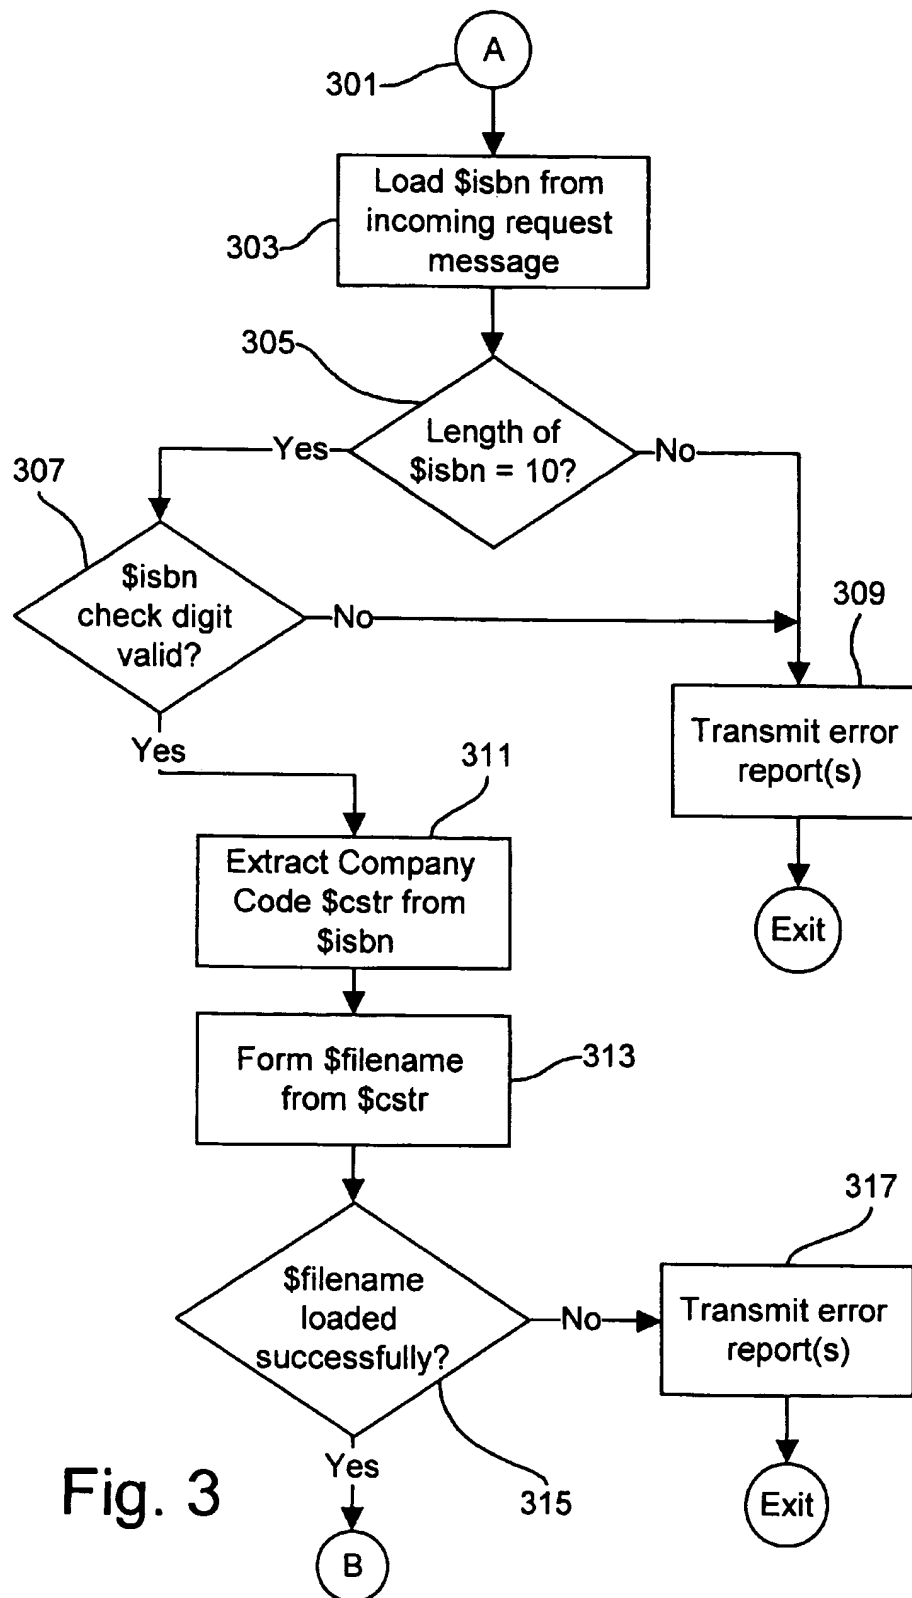 A
301
Load $isbn from
incoming request
message
303
305
Length of
$isbn = 10?
Yes
No
307
$isbn
check digit
valid?
No
309
Transmit error
report(s)
Yes
311
Extract Company
Code $cstr from
$isbn
Exit
Form $filename
from $cstr
313
317
$filename
loaded
successfully?
No
Transmit error
report(s)
Yes
315
Exit
Fig. 3
B